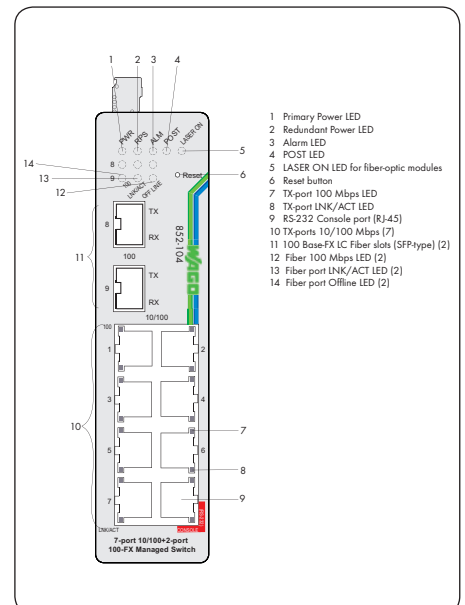 1 2 3 4
PWR RPS ALM POST LASER ON
5
14
8
13
9
100 LNK/ACT OFF LINE
12
Reset
6
TX
8
RX
100
11
852-104
WAGO
TX
9
RX
10/100
100
1
2
3
4
10
7
5
6
8
7
9
LNK/ACT
CONSOLE
7-port 10/100+2-port
100-FX Managed Switch
1 Primary Power LED
2 Redundant Power LED
3 Alarm LED
4 POST LED
5 LASER ON LED for fiber-optic modules
6 Reset button
7 TX-port 100 Mbps LED
8 TX-port LNK/ACT LED
9 RS-232 Console port (RJ-45)
10 TX-ports 10/100 Mbps (7)
11 100 Base-FX LC Fiber slots (SFP-type) (2)
12 Fiber 100 Mbps LED (2)
13 Fiber port LNK/ACT LED (2)
14 Fiber port Offline LED (2)